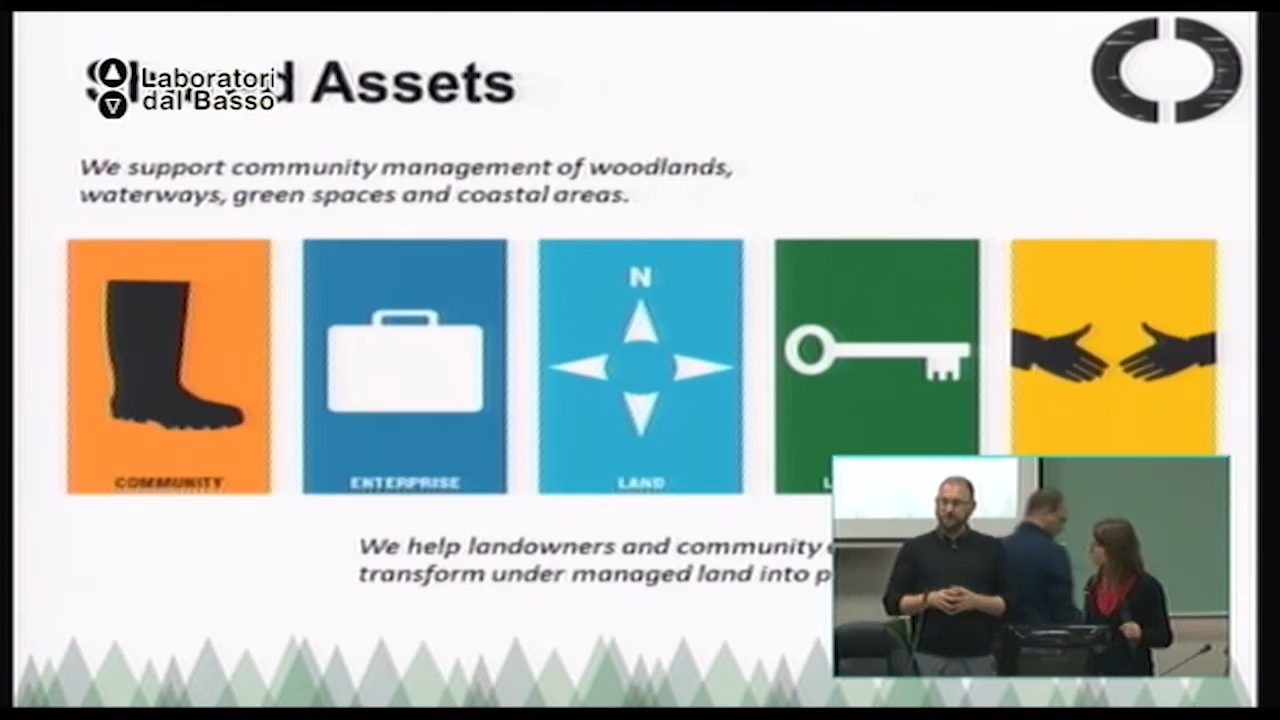 Assets
Laboratori
dal Basso
We support community management of woodlands,
waterways, green spaces and coastal areas.
N
COMMUNITY
ENTERPRISE
LAND
We help landowners and community
transform under managed land into